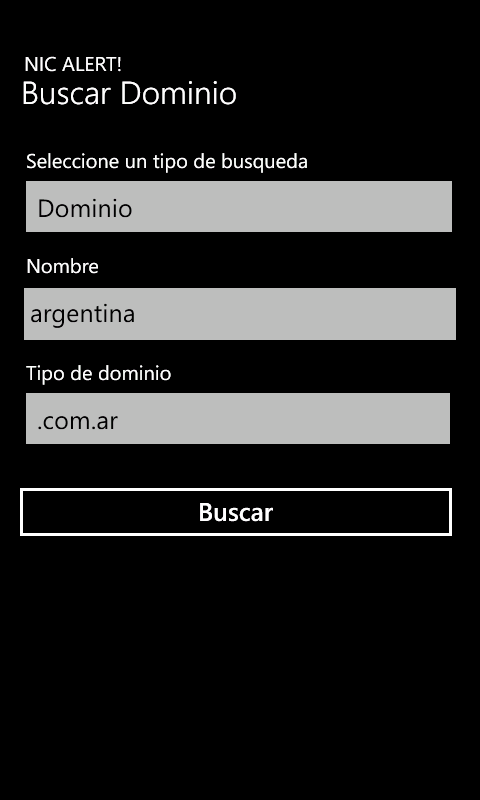 NIC ALERT!
Buscar Dominio
Seleccione un tipo de busqueda
Dominio
Nombre
argentina
Tipo de dominio
.com.ar
Buscar